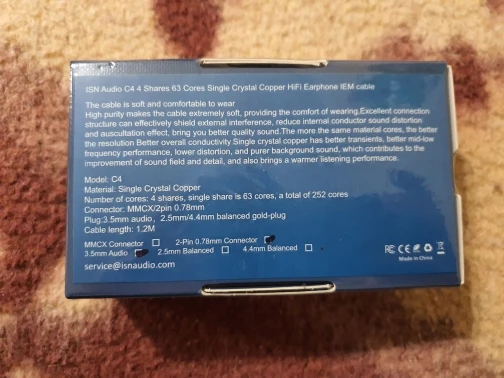 ISN Audio C4 4 Shares 63 Cores Single Crystal Copper HiFi Earphone IEM cable
The cable is soft and comfortable to wear
High purity makes the cable extremely soft, providing the comfort of wearing,Excellent connection
structure can effectively shield external interference, reduce internal conductor sound distortion
and auscultation effect, bring you better quality sound.The more the same material cores, the better
the resolution Better overall conductivity.Single crystal copper has better transients, better mid-low
frequency performance, lower distortion, and purer background sound, which contributes to the
improvement of sound field and detail, and also brings a warmer listening performance.
Model: C4
Material: Single Crystal Copper
Number of cores: 4 shares, single share is 63 cores, a total of 252 cores
Connector: MMCX/2pin 0.78mm
Plug:3.5mm audio, 2.5mm/4.4mm balanced gold-plug
Cable length: 1.2M
MMCX Connector 2-Pin 0.78mm Connector
3.5mm Audio 2.5mm Balanced 4.4mm Balanced
service@isnaudio.com
FC CE
Made in China